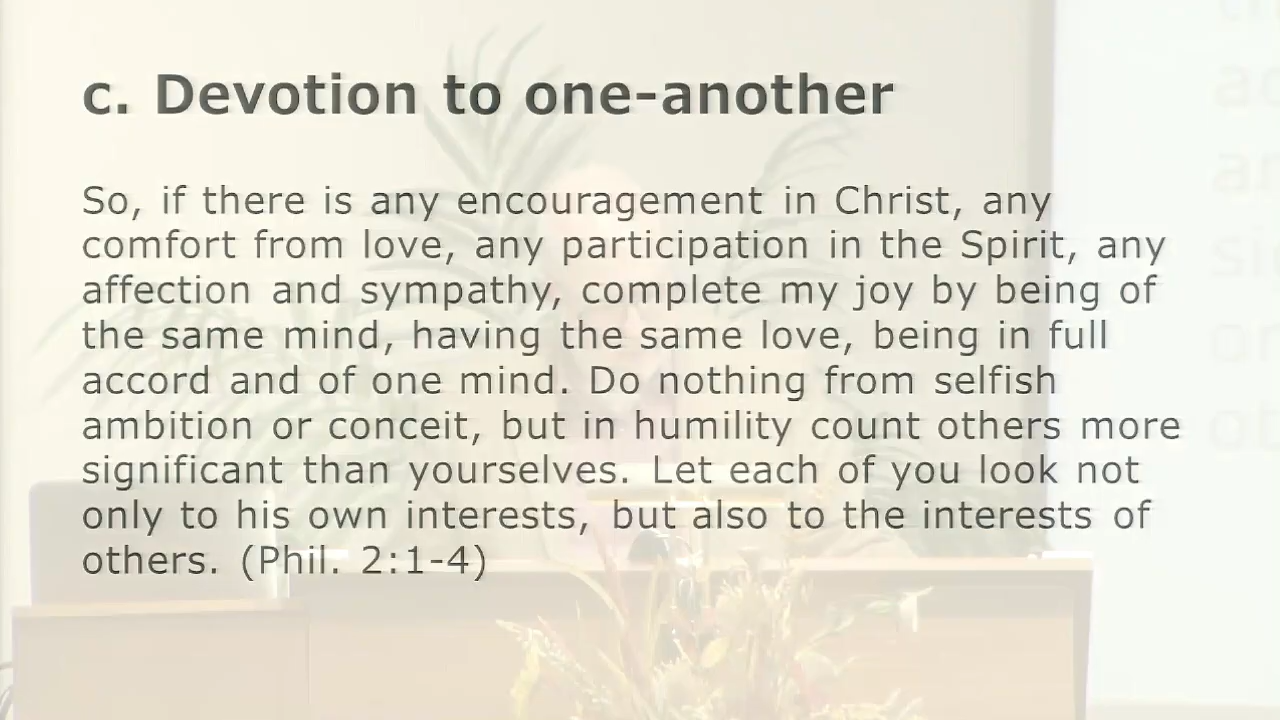 c. Devotion to one-another
So, if there is any encouragement in Christ, any
comfort from love, any participation in the Spirit, any
affection and sympathy, complete my joy by being of
the same mind, having the same love, being in full
accord and of one mind. Do nothing from selfish
ambition or conceit, but in humility count others more
significant than yourselves. Let each of you look not
only to his own interests, but also to the interests of
others. (Phil. 2:1-4)